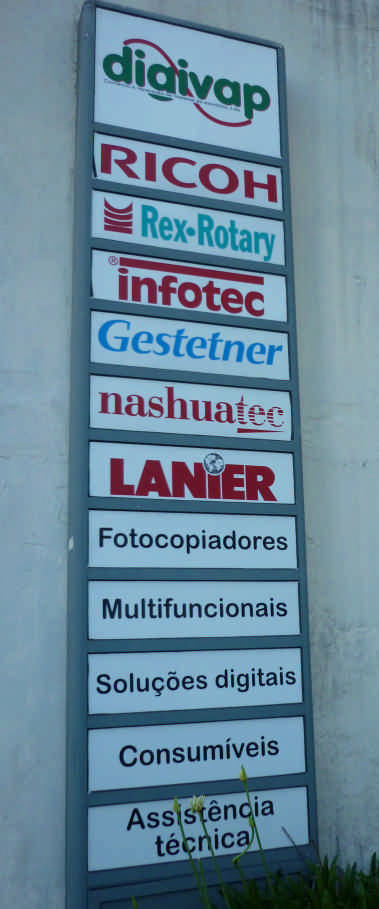 digivap
RICOH
Rex•Rotary
®
infotec
Gestetner
nashuatec
LANIER
Fotocopiadores
Multifuncionais
Soluções digitais
Consumíveis
Assistência
técnica